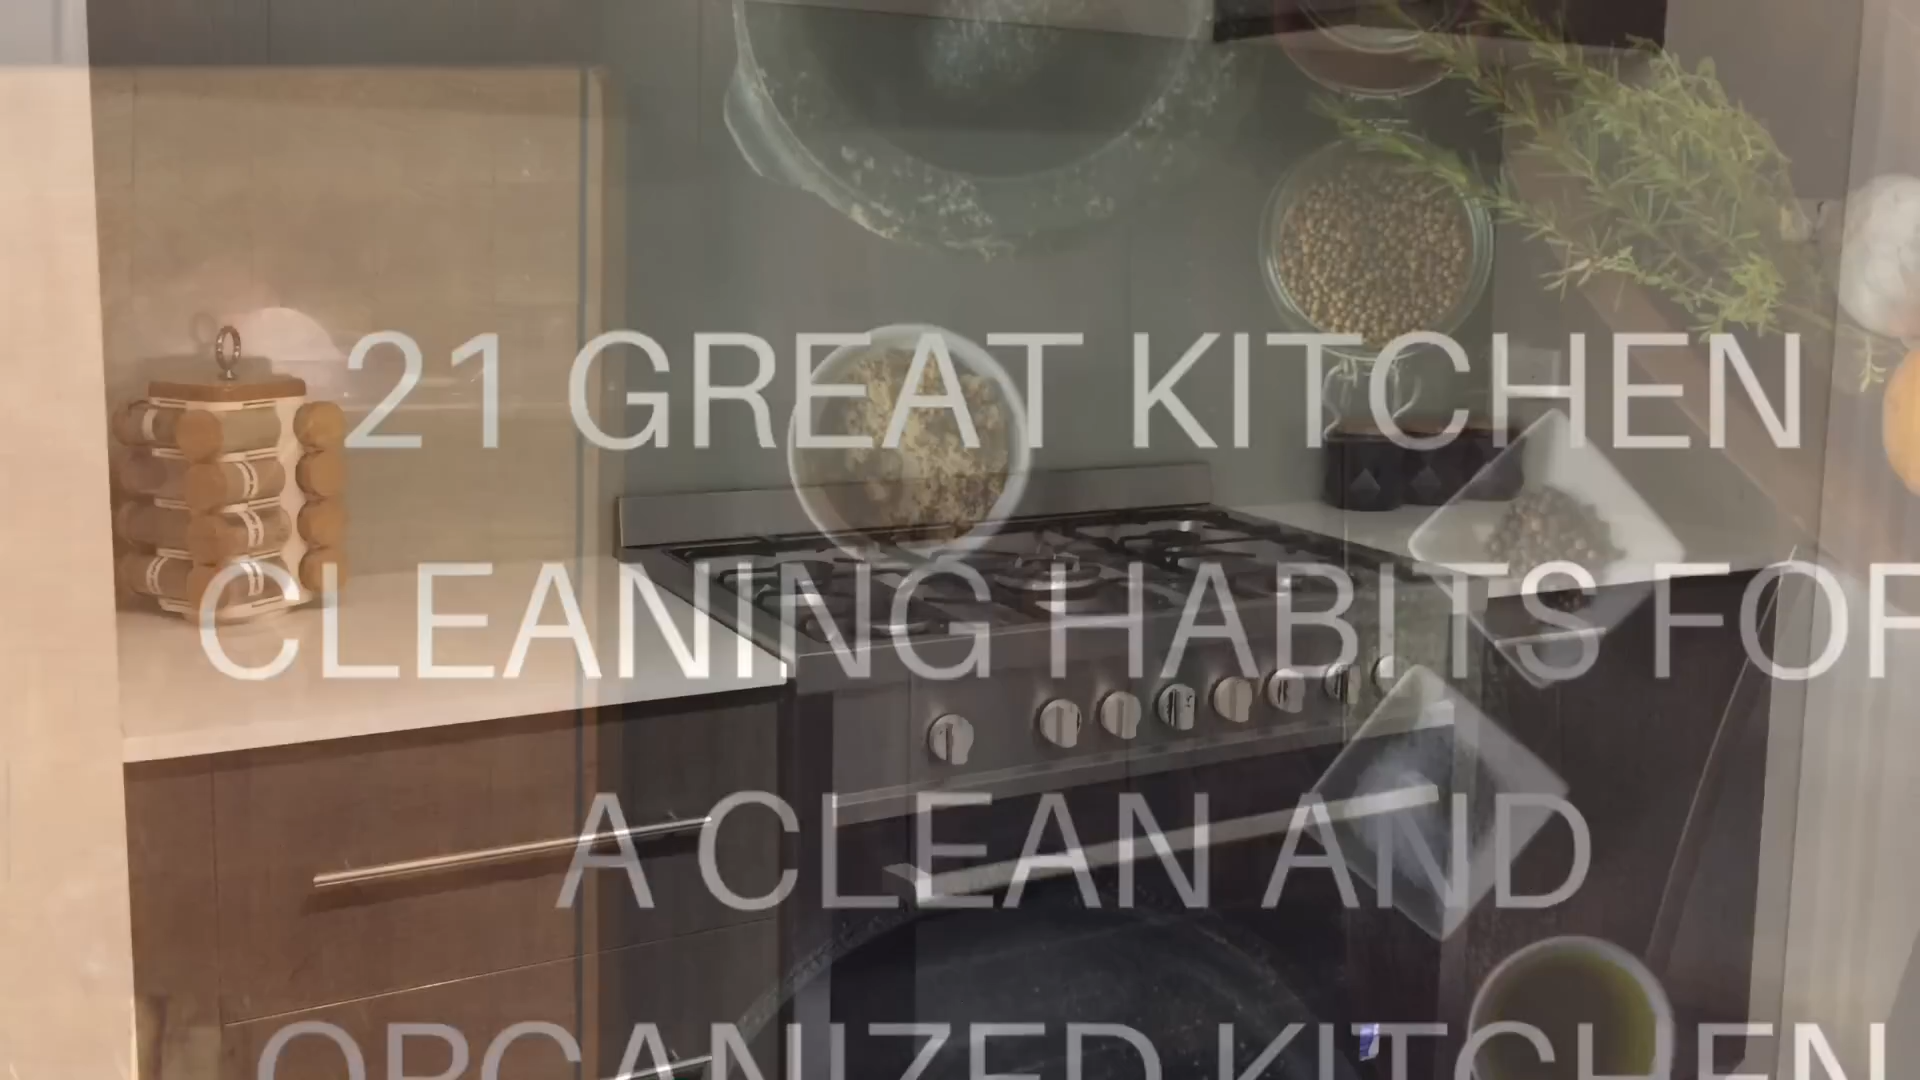 21 GREAT KITCHEN
CLEANING HABITS FOR
A CLEAN AND
ORGANIZED KITCHEN